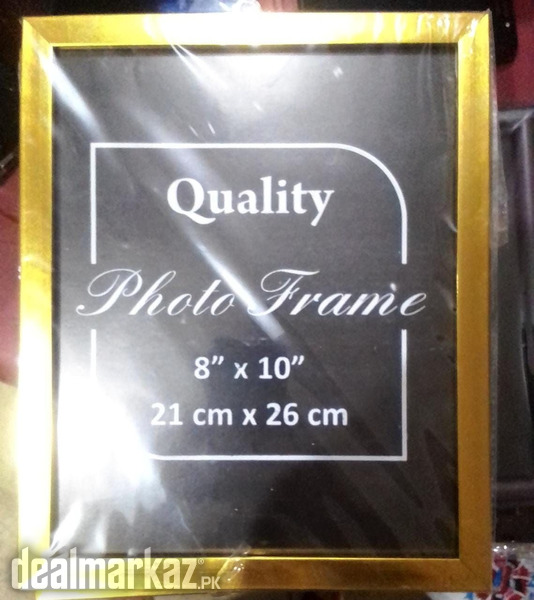 Quality
Photo Frame
8” x 10”
21 cm x 26 cm
dealmarkaz®.PK